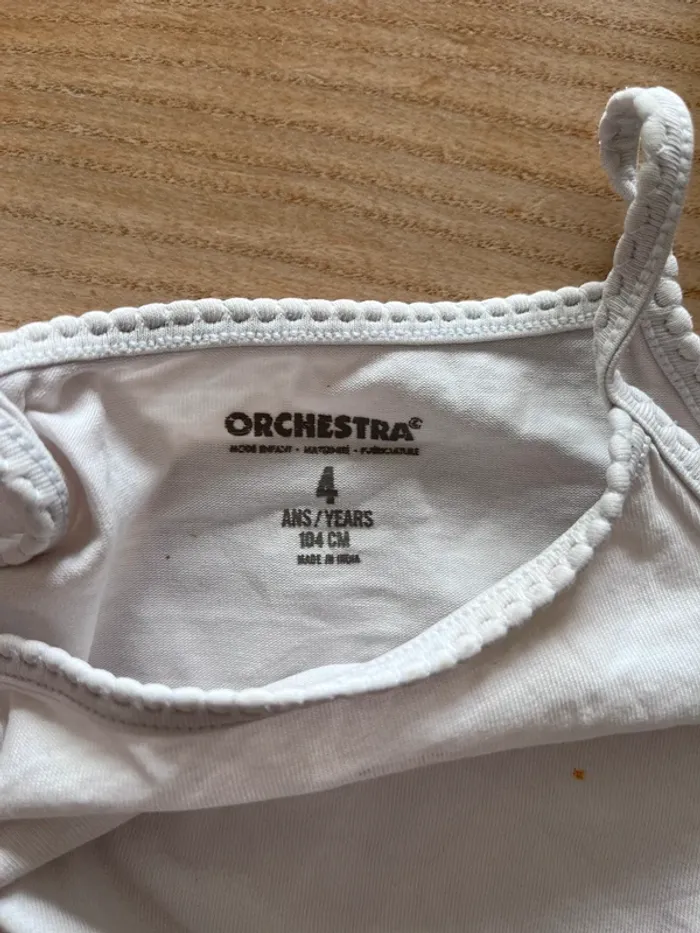 ORCHESTRA©
MODE ENFANT - MATERNITÉ - PUÉRICULTURE
4
ANS/YEARS
104 CM
MADE IN INDIA